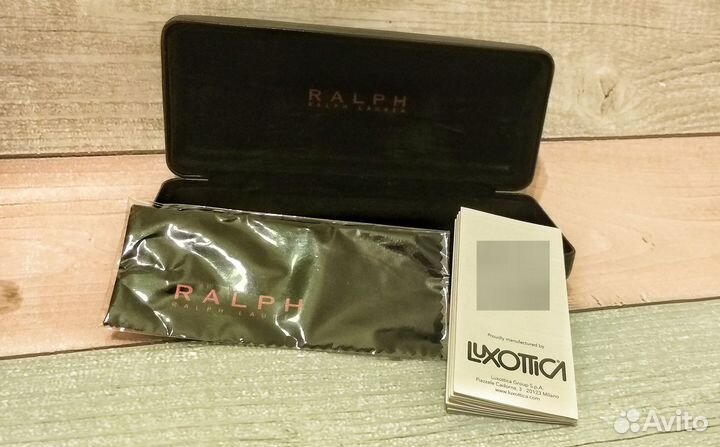 RALPH
RALPH LAUREN
RALPH
RALPH LAU
Proudly manufactured by
LUXOTTICA
Luxottica Group S.p.A.
Piazzale Cadorna, 3 - 20123 Milano
www.luxottica.com
Avito